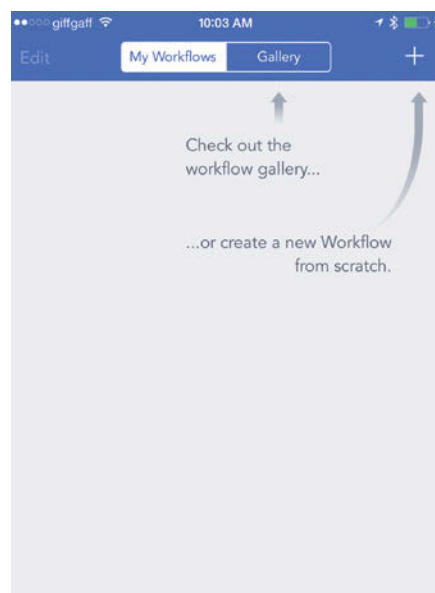 giffgaff 10:03 AM
Edit My Workflows Gallery +
Check out the
workflow gallery...
...or create a new Workflow
from scratch.